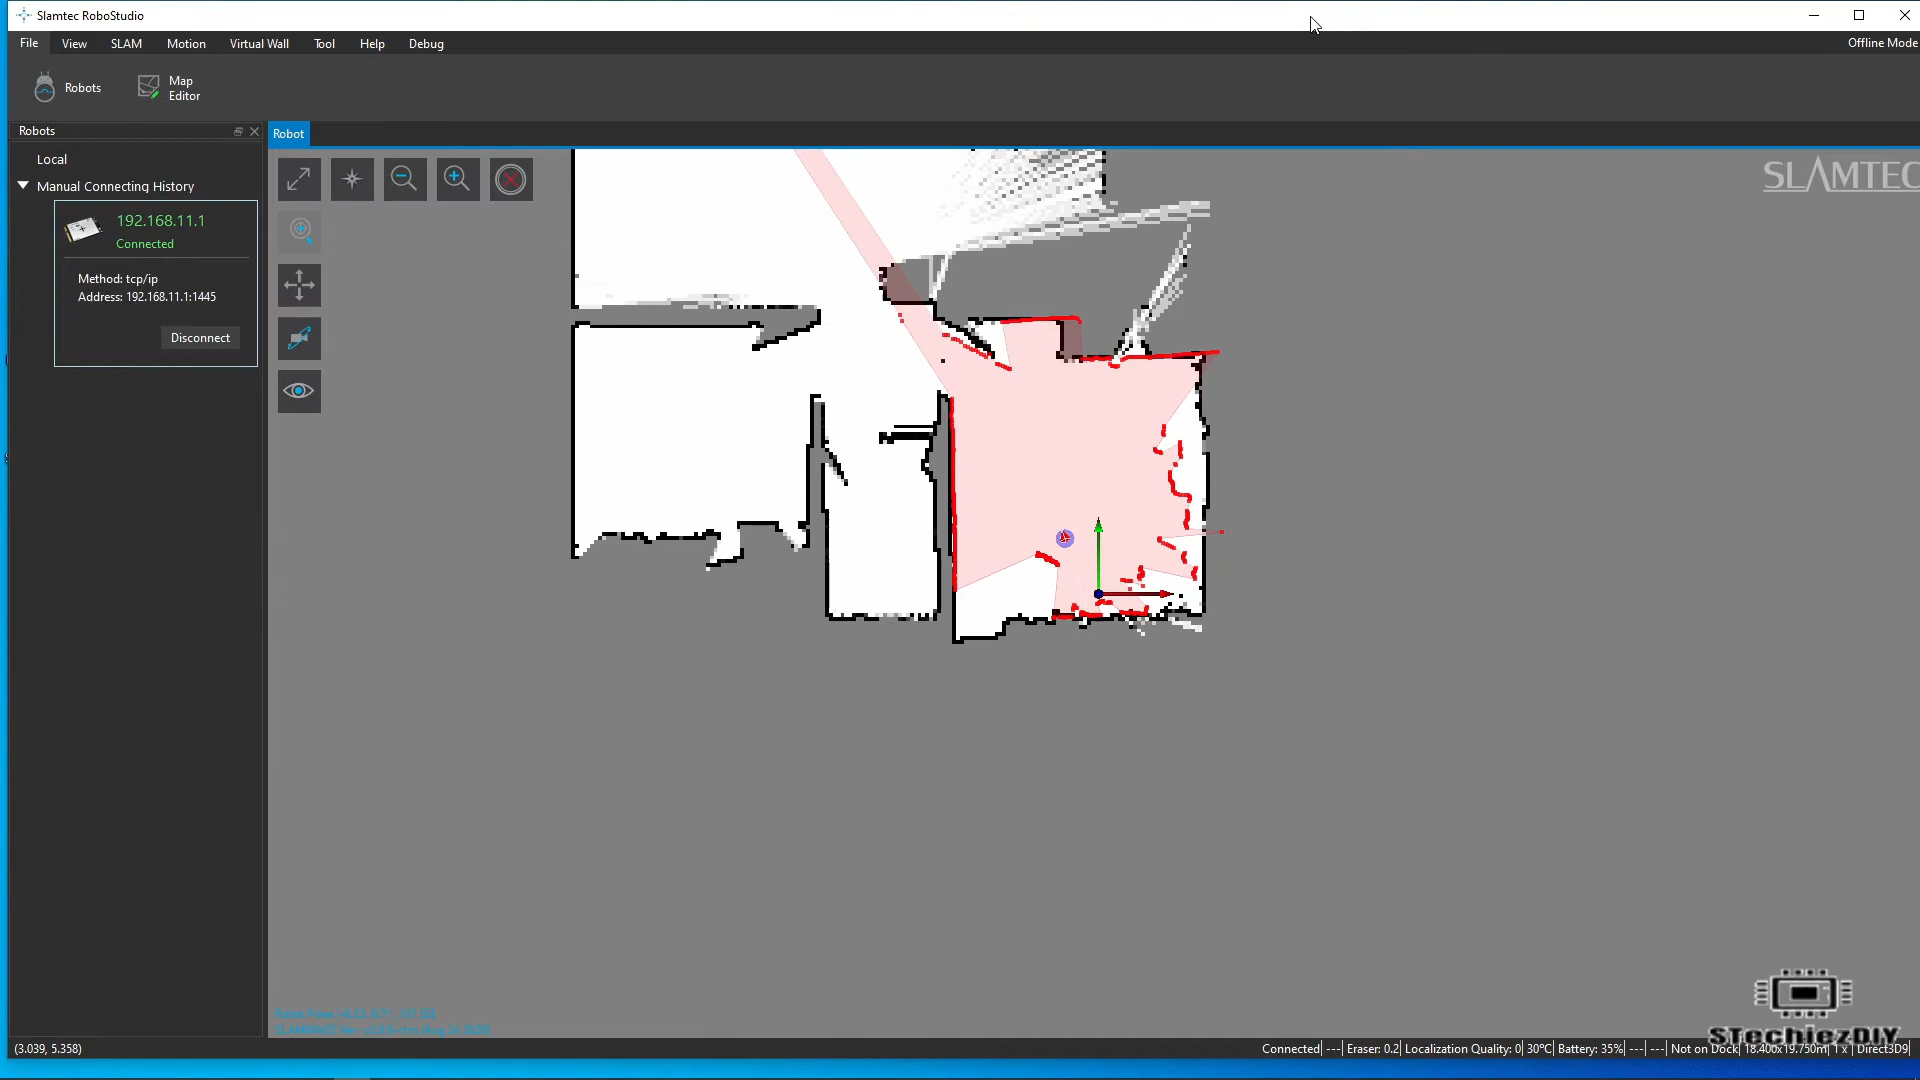 Slamtec RoboStudio
File View SLAM Motion Virtual Wall Tool Help Debug
Offline Mode
Robots
Map
Editor
Robots
Robot
Local
Manual Connecting History
192.168.11.1
Connected
Method: tcp/ip
Address: 192.168.11.1:1445
Disconnect
SLAMTEC
STechiezDIY
(3.039, 5.358)
Connected| ---| Eraser: 0.2| Localization Quality: 0| 30°C| Battery: 35%| ---| ---| Not on Dock| 18.400x19.750m| 1 x | Direct3D9|